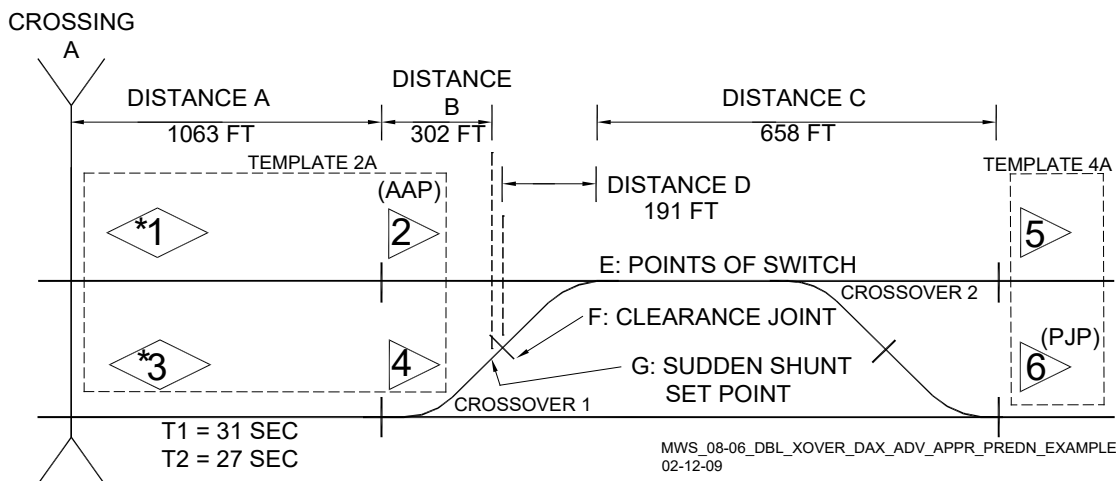 CROSSING
A
DISTANCE A
1063 FT
DISTANCE
B
302 FT
DISTANCE C
658 FT
TEMPLATE 2A
(AAP)
DISTANCE D
191 FT
TEMPLATE 4A
*1
2
5
E: POINTS OF SWITCH
CROSSOVER 2
F: CLEARANCE JOINT
*3
4
(PJP)
6
G: SUDDEN SHUNT
SET POINT
CROSSOVER 1
T1 = 31 SEC
T2 = 27 SEC
MWS_08-06_DBL_XOVER_DAX_ADV_APPR_PREDN_EXAMPLE
02-12-09